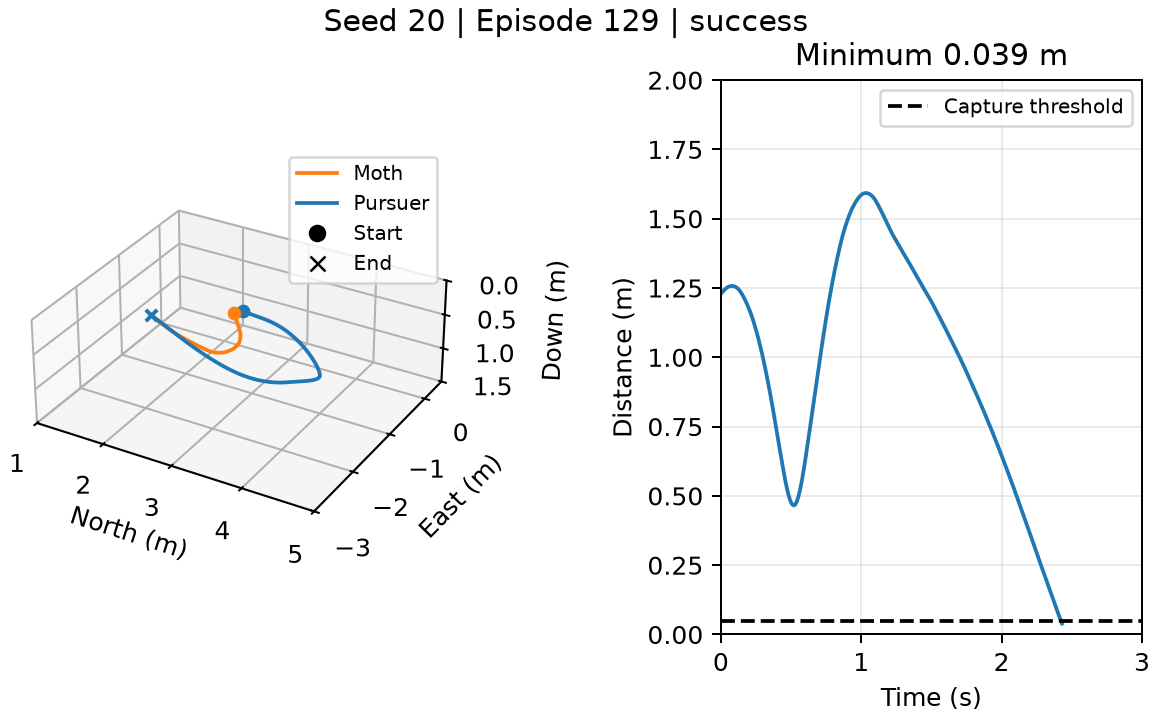 Seed 20 | Episode 129 | success
Moth
Pursuer
Start
End
0.0
0.5
1.0
1.5
Down (m)
0
−1
−2
−3
East (m)
1
2
3
4
5
North (m)
Minimum 0.039 m
Capture threshold
2.00
1.75
1.50
1.25
1.00
0.75
0.50
0.25
0.00
Distance (m)
0
1
2
3
Time (s)